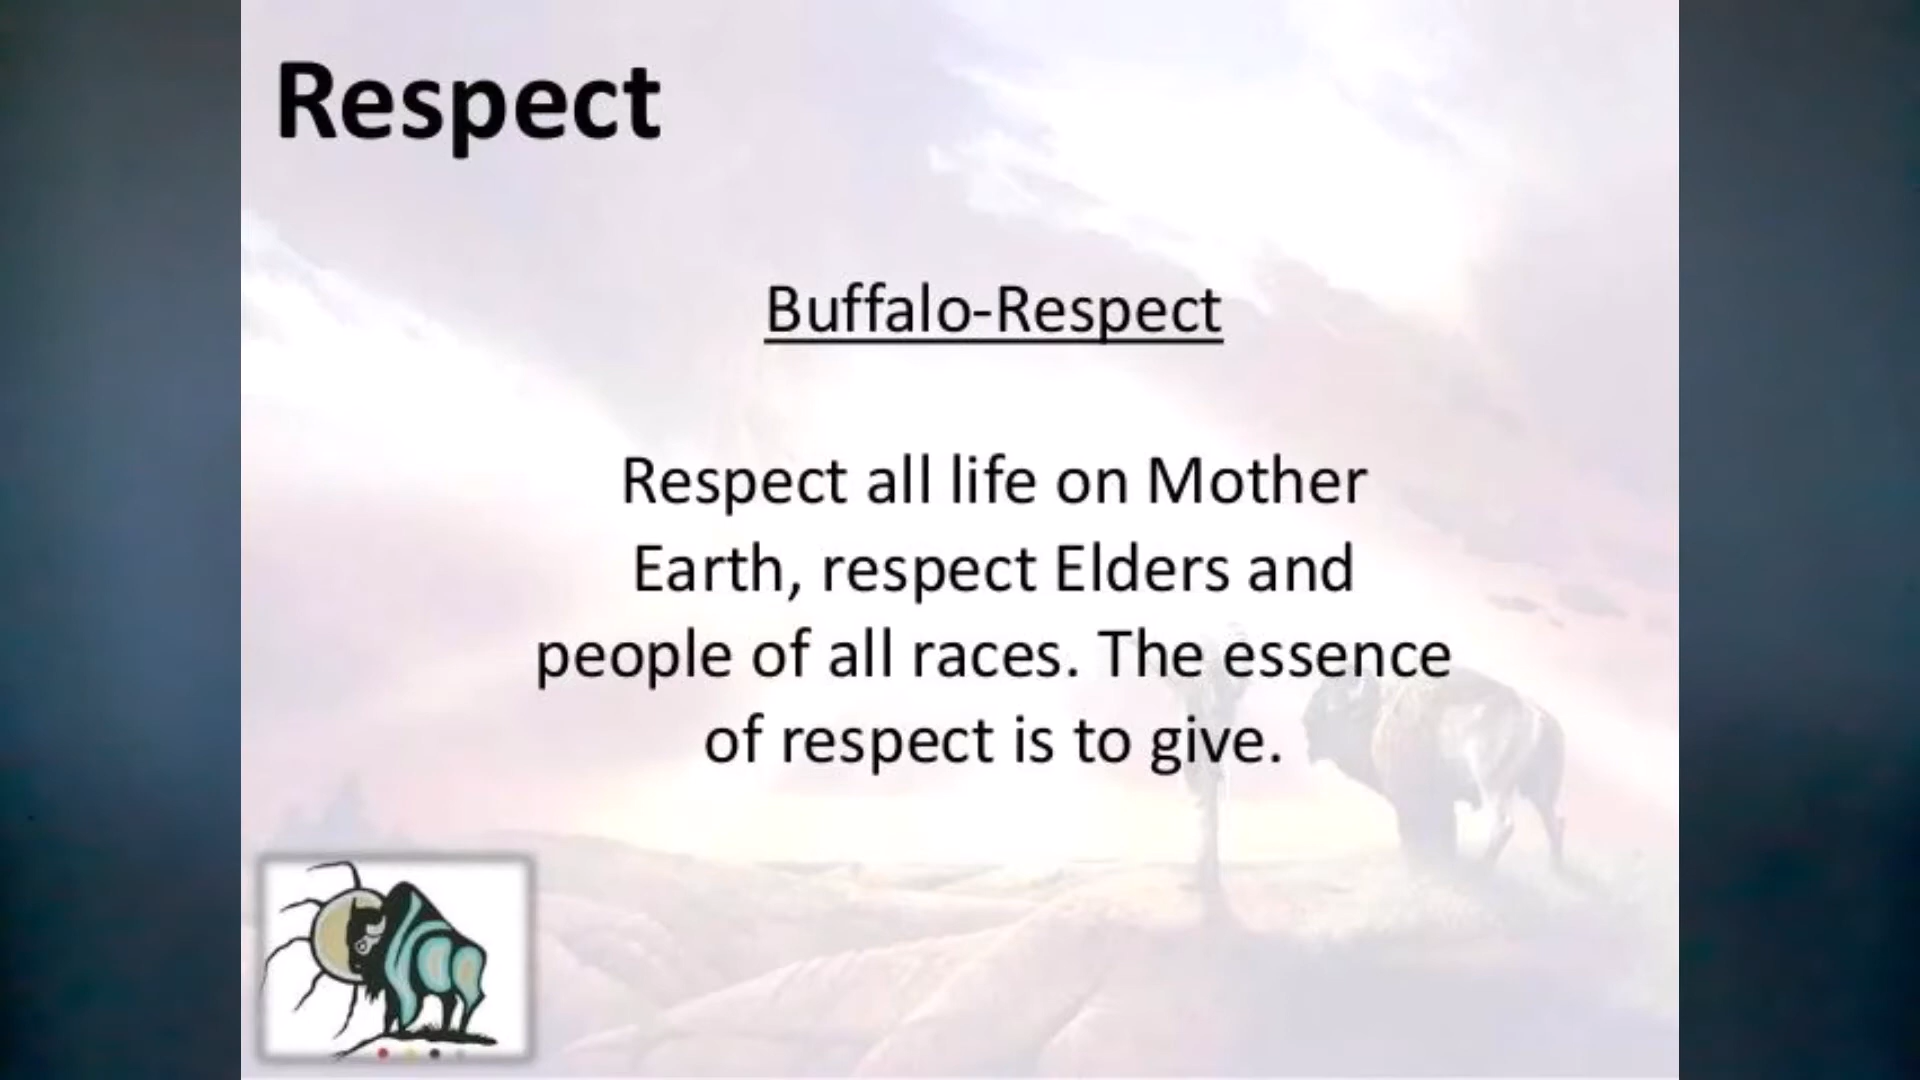 Respect
Buffalo-Respect
Respect all life on Mother
Earth, respect Elders and
people of all races. The essence
of respect is to give.